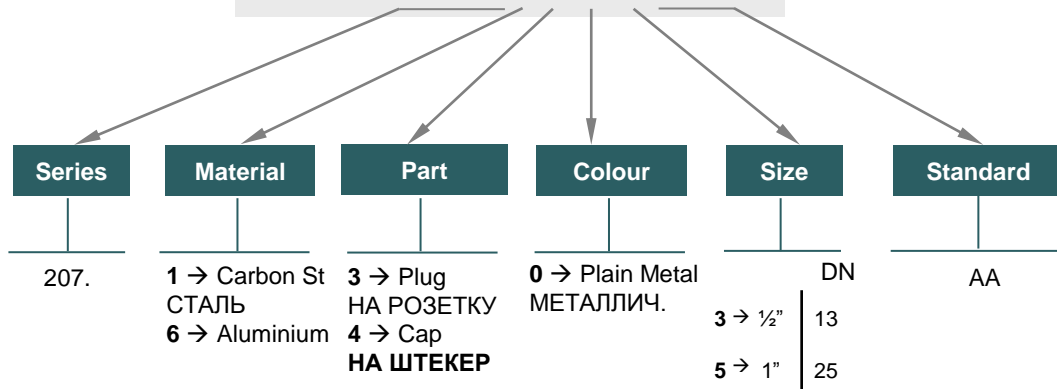 Series
Material
Part
Colour
Size
Standard
207.
1 → Carbon St
СТАЛЬ
6 → Aluminium
3 → Plug
НА РОЗЕТКУ
4 → Cap
НА ШТЕКЕР
0 → Plain Metal
МЕТАЛЛИЧ.
DN
3 → ½” 13
5 → 1” 25
AA